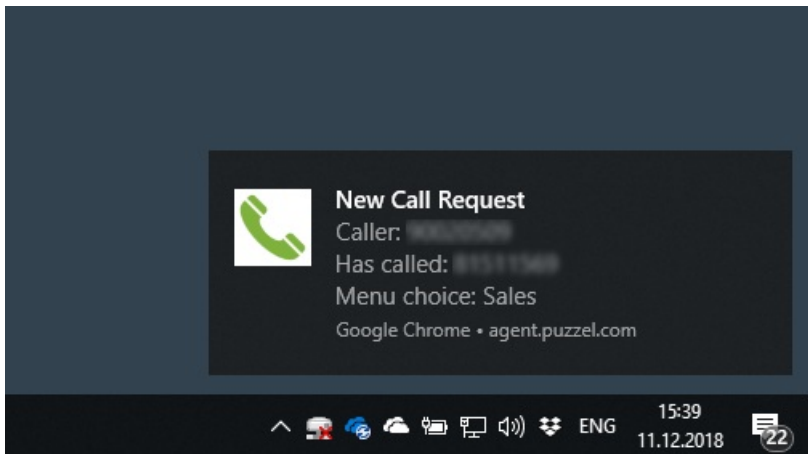 New Call Request
Caller:
Has called:
Menu choice: Sales
Google Chrome • agent.puzzel.com
ENG
15:39
11.12.2018
22